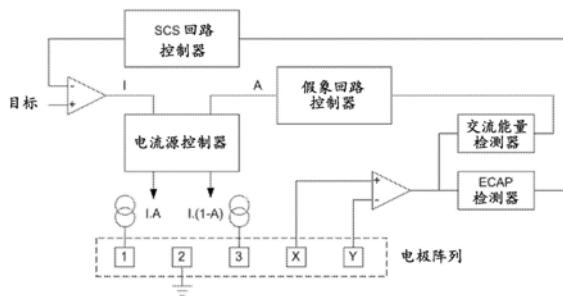 SCS 回路
控制器
目标
-
+
I
A
假象回路
控制器
电流源控制器
交流能量
检测器
ECAP
检测器
+
-
I.A
I.(1-A)
1
2
3
X
Y
电极阵列